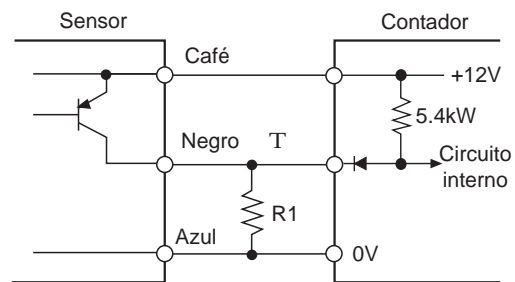 Sensor
Contador
Café
+12V
5.4kW
Negro T
Circuito
interno
R1
Azul
0V